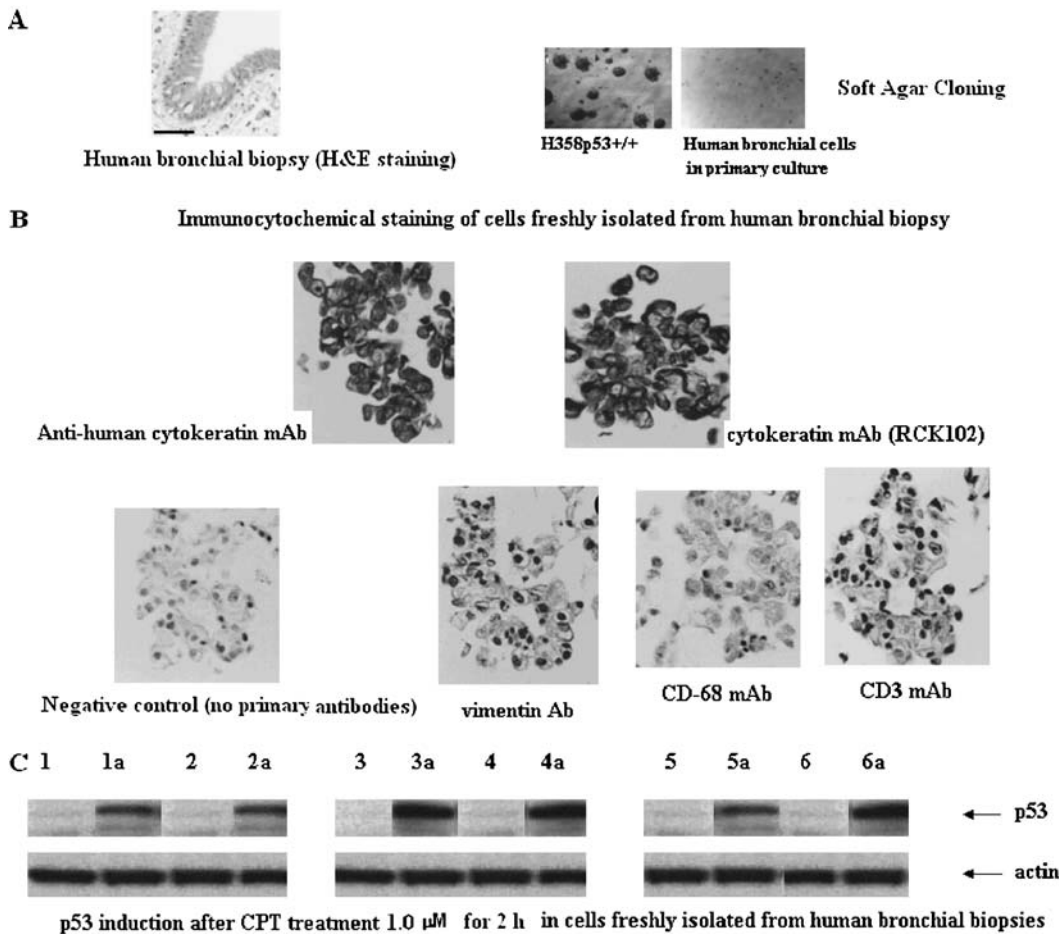 A
Human bronchial biopsy (H&E staining)
H358p53+/+
Human bronchial cells
in primary culture
Soft Agar Cloning
B
Immunocytochemical staining of cells freshly isolated from human bronchial biopsy
Anti-human cytokeratin mAb
cytokeratin mAb (RCK102)
Negative control (no primary antibodies)
vimentin Ab
CD-68 mAb
CD3 mAb
C
1 1a 2 2a 3 3a 4 4a 5 5a 6 6a
p53
actin
p53 induction after CPT treatment 1.0 μM for 2 h in cells freshly isolated from human bronchial biopsies